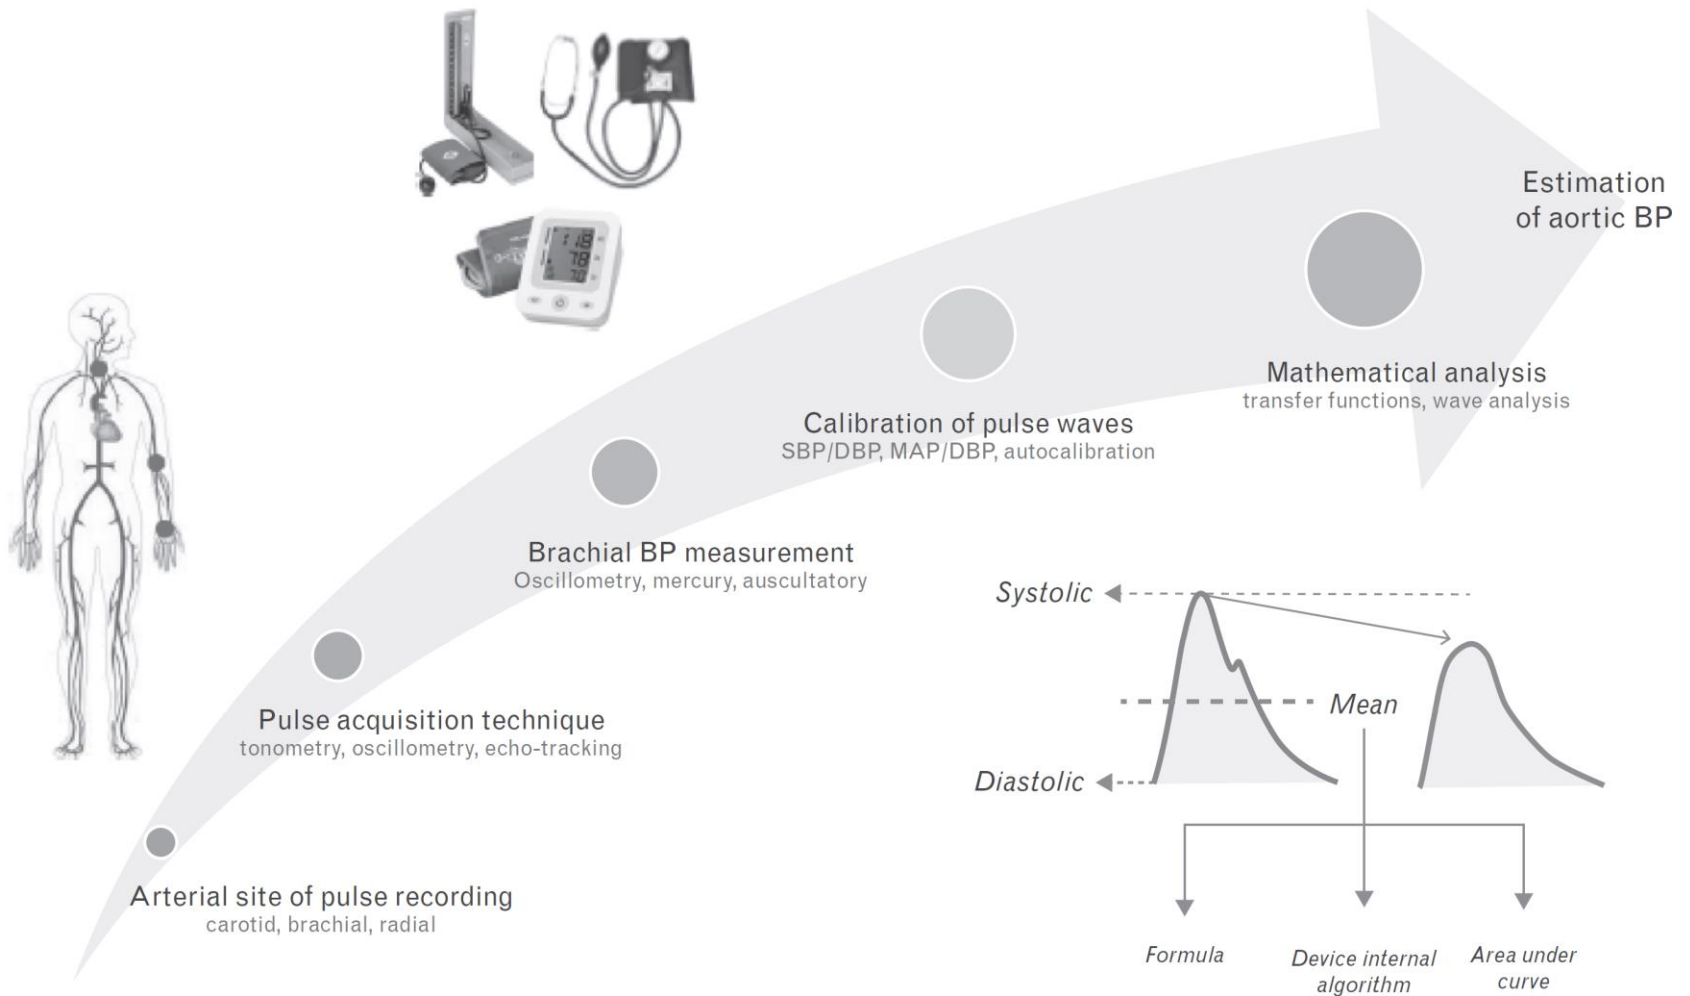 Estimation
of aortic BP
Mathematical analysis
transfer functions, wave analysis
Calibration of pulse waves
SBP/DBP, MAP/DBP, autocalibration
Brachial BP measurement
Oscillometry, mercury, auscultatory
Pulse acquisition technique
tonometry, oscillometry, echo-tracking
Arterial site of pulse recording
carotid, brachial, radial
Systolic
Mean
Diastolic
Formula
Device internal
algorithm
Area under
curve